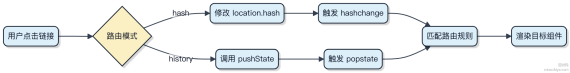 用户点击链接
路由模式
hash
修改 location.hash
触发 hashchange
history
调用 pushState
触发 popstate
匹配路由规则
渲染目标组件